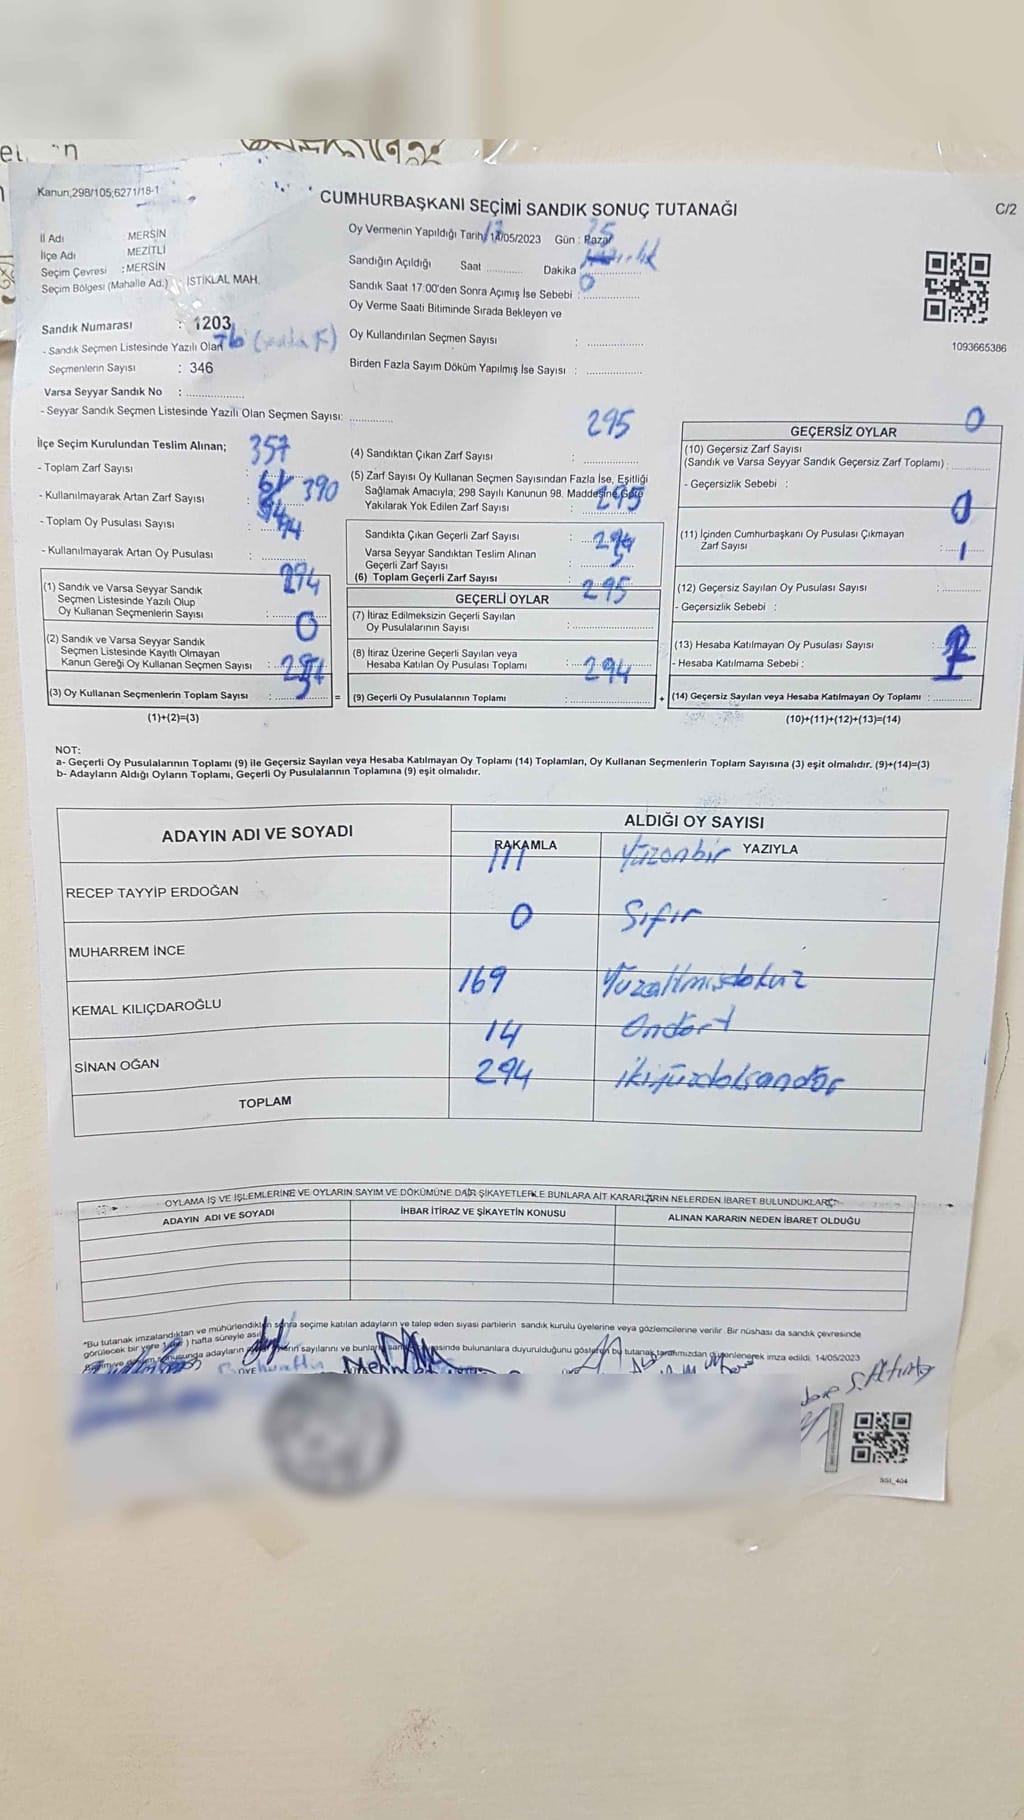 Kanun,298/105;6271/18-1
CUMHURBAŞKANI SEÇİMİ SANDIK SONUÇ TUTANAĞI
C/2
İl Adı MERSİN
İlçe Adı MEZİTLİ
Seçim Çevresi : MERSİN
Seçim Bölgesi (Mahalle Ad.) İSTİKLAL MAH.
Sandık Numarası : 1203
- Sandık Seçmen Listesinde Yazılı Olan
Seçmenlerin Sayısı : 346
Varsa Seyyar Sandık No : ..................
- Seyyar Sandık Seçmen Listesinde Yazılı Olan Seçmen Sayısı: .............
Oy Vermenin Yapıldığı Tarih 14/05/2023 Gün : Pazar
Sandığın Açıldığı Saat ........... Dakika
Sandık Saat 17:00'den Sonra Açımış İse Sebebi : 0
Oy Verme Saati Bitiminde Sırada Bekleyen ve
Oy Kullandırılan Seçmen Sayısı : .................
Birden Fazla Sayım Döküm Yapılmış İse Sayısı : .................
1093665386
İlçe Seçim Kurulundan Teslim Alınan; 357
- Toplam Zarf Sayısı
- Kullanılmayarak Artan Zarf Sayısı 390
- Toplam Oy Pusulası Sayısı
- Kullanılmayarak Artan Oy Pusulası : ............
294
(1) Sandık ve Varsa Seyyar Sandık
Seçmen Listesinde Yazılı Olup
Oy Kullanan Seçmenlerin Sayısı
0
(2) Sandık ve Varsa Seyyar Sandık
Seçmen Listesinde Kayıtlı Olmayan
Kanun Gereği Oy Kullanan Seçmen Sayısı
(3) Oy Kullanan Seçmenlerin Toplam Sayısı
(1)+(2)=(3)
295
(4) Sandıktan Çıkan Zarf Sayısı : ................
(5) Zarf Sayısı Oy Kullanan Seçmen Sayısından Fazla İse, Eşitliği
Sağlamak Amacıyla, 298 Sayılı Kanunun 98. Maddesine Göre
Yakılarak Yok Edilen Zarf Sayısı 295
Sandıkta Çıkan Geçerli Zarf Sayısı
Varsa Seyyar Sandıktan Teslim Alınan
Geçerli Zarf Sayısı
(6) Toplam Geçerli Zarf Sayısı
295
GEÇERLİ OYLAR
(7) İtiraz Edilmeksizin Geçerli Sayılan
Oy Pusulalarının Sayısı
(8) İtiraz Üzerine Geçerli Sayılan veya
Hesaba Katılan Oy Pusulası Toplamı
294
= (9) Geçerli Oy Pusulalarının Toplamı
0
GEÇERSİZ OYLAR
(10) Geçersiz Zarf Sayısı
(Sandık ve Varsa Seyyar Sandık Geçersiz Zarf Toplamı) :
- Geçersizlik Sebebi :
0
(11) İçinden Cumhurbaşkanı Oy Pusulası Çıkmayan
Zarf Sayısı
1
(12) Geçersiz Sayılan Oy Pusulası Sayısı
- Geçersizlik Sebebi :
(13) Hesaba Katılmayan Oy Pusulası Sayısı
- Hesaba Katılmama Sebebi :
+ (14) Geçersiz Sayılan veya Hesaba Katılmayan Oy Toplamı :
(10)+(11)+(12)+(13)=(14)
NOT:
a- Geçerli Oy Pusulalarının Toplamı (9) ile Geçersiz Sayılan veya Hesaba Katılmayan Oy Toplamı (14) Toplamları, Oy Kullanan Seçmenlerin Toplam Sayısına (3) eşit olmalıdır. (9)+(14)=(3)
b- Adayların Aldığı Oyların Toplamı, Geçerli Oy Pusulalarının Toplamına (9) eşit olmalıdır.
ADAYIN ADI VE SOYADI
ALDIĞI OY SAYISI
RAKAMLA YAZIYLA
RECEP TAYYİP ERDOĞAN 111 Yüzonbir
MUHARREM İNCE 0 Sıfır
KEMAL KILIÇDAROĞLU 169 Yüzaltmışdokuz
SİNAN OĞAN 14 Ondört
TOPLAM 294 ikiyüzdoksandör
OYLAMA İŞ VE İŞLEMLERİNE VE OYLARIN SAYIM VE DÖKÜMÜNE DAİR ŞİKAYETLERLE BUNLARA AİT KARARLARIN NELERDEN İBARET BULUNDUKLARI
ADAYIN ADI VE SOYADI
İHBAR İTİRAZ VE ŞİKAYETİN KONUSU
ALINAN KARARIN NEDEN İBARET OLDUĞU
*Bu tutanak imzalandıktan ve mühürlendikten sonra seçime katılan adayların ve talep eden siyasi partilerin sandık kurulu üyelerine veya gözlemcilerine verilir. Bir nüshası da sandık çevresinde
görülecek bir yere hafta süreyle
adayların sayılarını ve bunların bulunanlara duyurulduğunu gösteren bu tutanak tarafımızdan düzenlenerek imza edildi. 14/05/2023
SSI_404